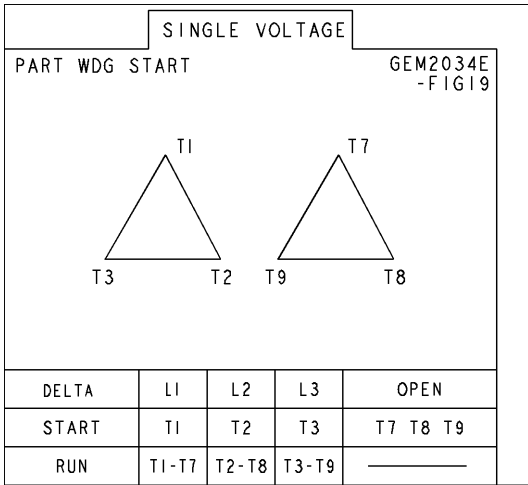 SINGLE VOLTAGE
PART WDG START
GEM2034E
-FIG19
T1 T7
T3 T2 T9 T8
DELTA L1 L2 L3 OPEN
START T1 T2 T3 T7 T8 T9
RUN T1-T7 T2-T8 T3-T9